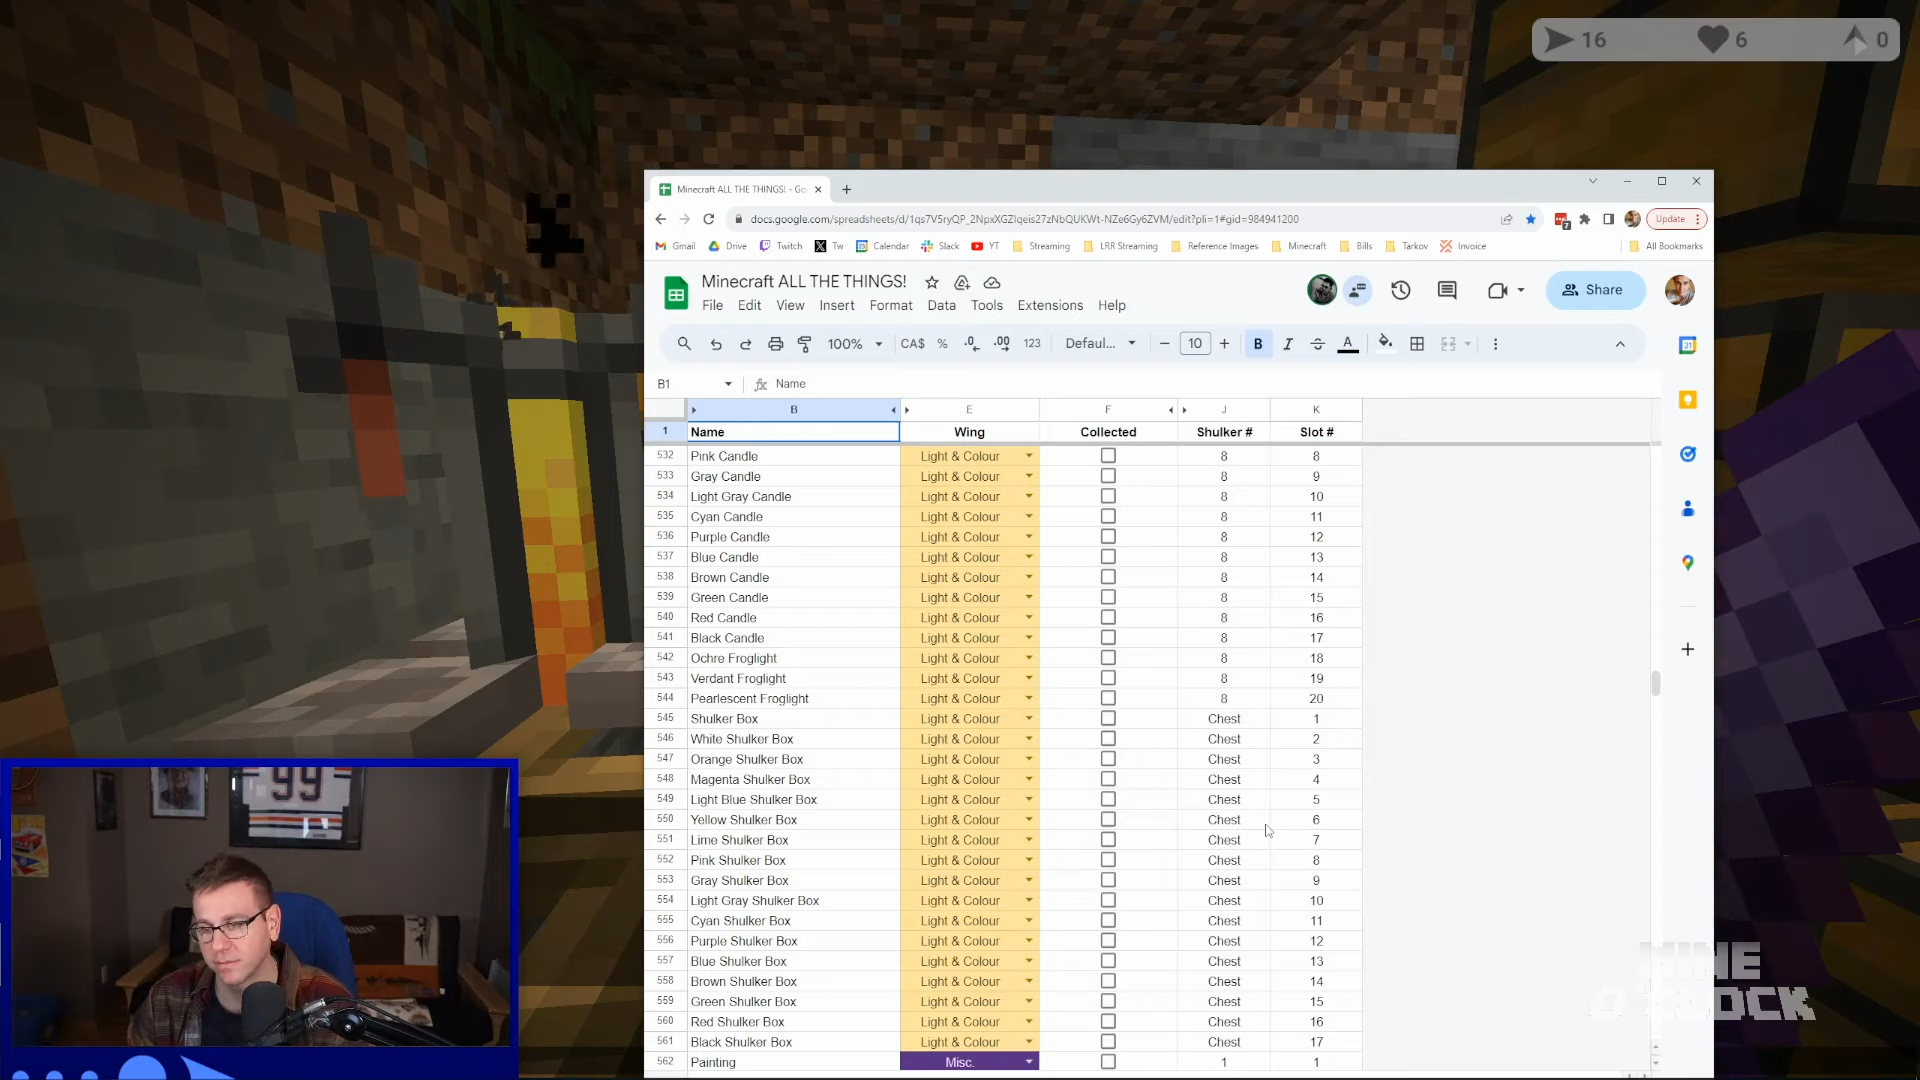 16 6 0
Minecraft ALL THE THINGS! - Go
docs.google.com/spreadsheets/d/1qs7V5ryQP_2NpxXGZIqeis27zNbQUKWt-NZe6Gy6ZVM/edit?pli=1#gid=984941200
7
Update
Gmail Drive Twitch Tw Calendar Slack YT Streaming LRR Streaming Reference Images Minecraft Bills Tarkov Invoice All Bookmarks
Minecraft ALL THE THINGS!
Share
File Edit View Insert Format Data Tools Extensions Help
100% CA$ % .0 .00 123 Defaul... 10 B I A
31
B1 fx Name
B E F J K
1 Name Wing Collected Shulker # Slot #
532 Pink Candle Light & Colour 8 8
533 Gray Candle Light & Colour 8 9
534 Light Gray Candle Light & Colour 8 10
535 Cyan Candle Light & Colour 8 11
536 Purple Candle Light & Colour 8 12
537 Blue Candle Light & Colour 8 13
538 Brown Candle Light & Colour 8 14
539 Green Candle Light & Colour 8 15
540 Red Candle Light & Colour 8 16
541 Black Candle Light & Colour 8 17
542 Ochre Froglight Light & Colour 8 18
543 Verdant Froglight Light & Colour 8 19
544 Pearlescent Froglight Light & Colour 8 20
545 Shulker Box Light & Colour Chest 1
546 White Shulker Box Light & Colour Chest 2
547 Orange Shulker Box Light & Colour Chest 3
548 Magenta Shulker Box Light & Colour Chest 4
549 Light Blue Shulker Box Light & Colour Chest 5
550 Yellow Shulker Box Light & Colour Chest 6
551 Lime Shulker Box Light & Colour Chest 7
552 Pink Shulker Box Light & Colour Chest 8
553 Gray Shulker Box Light & Colour Chest 9
554 Light Gray Shulker Box Light & Colour Chest 10
555 Cyan Shulker Box Light & Colour Chest 11
556 Purple Shulker Box Light & Colour Chest 12
557 Blue Shulker Box Light & Colour Chest 13
558 Brown Shulker Box Light & Colour Chest 14
559 Green Shulker Box Light & Colour Chest 15
560 Red Shulker Box Light & Colour Chest 16
561 Black Shulker Box Light & Colour Chest 17
562 Painting Misc. 1 1
99
MINE
O'CLOCK